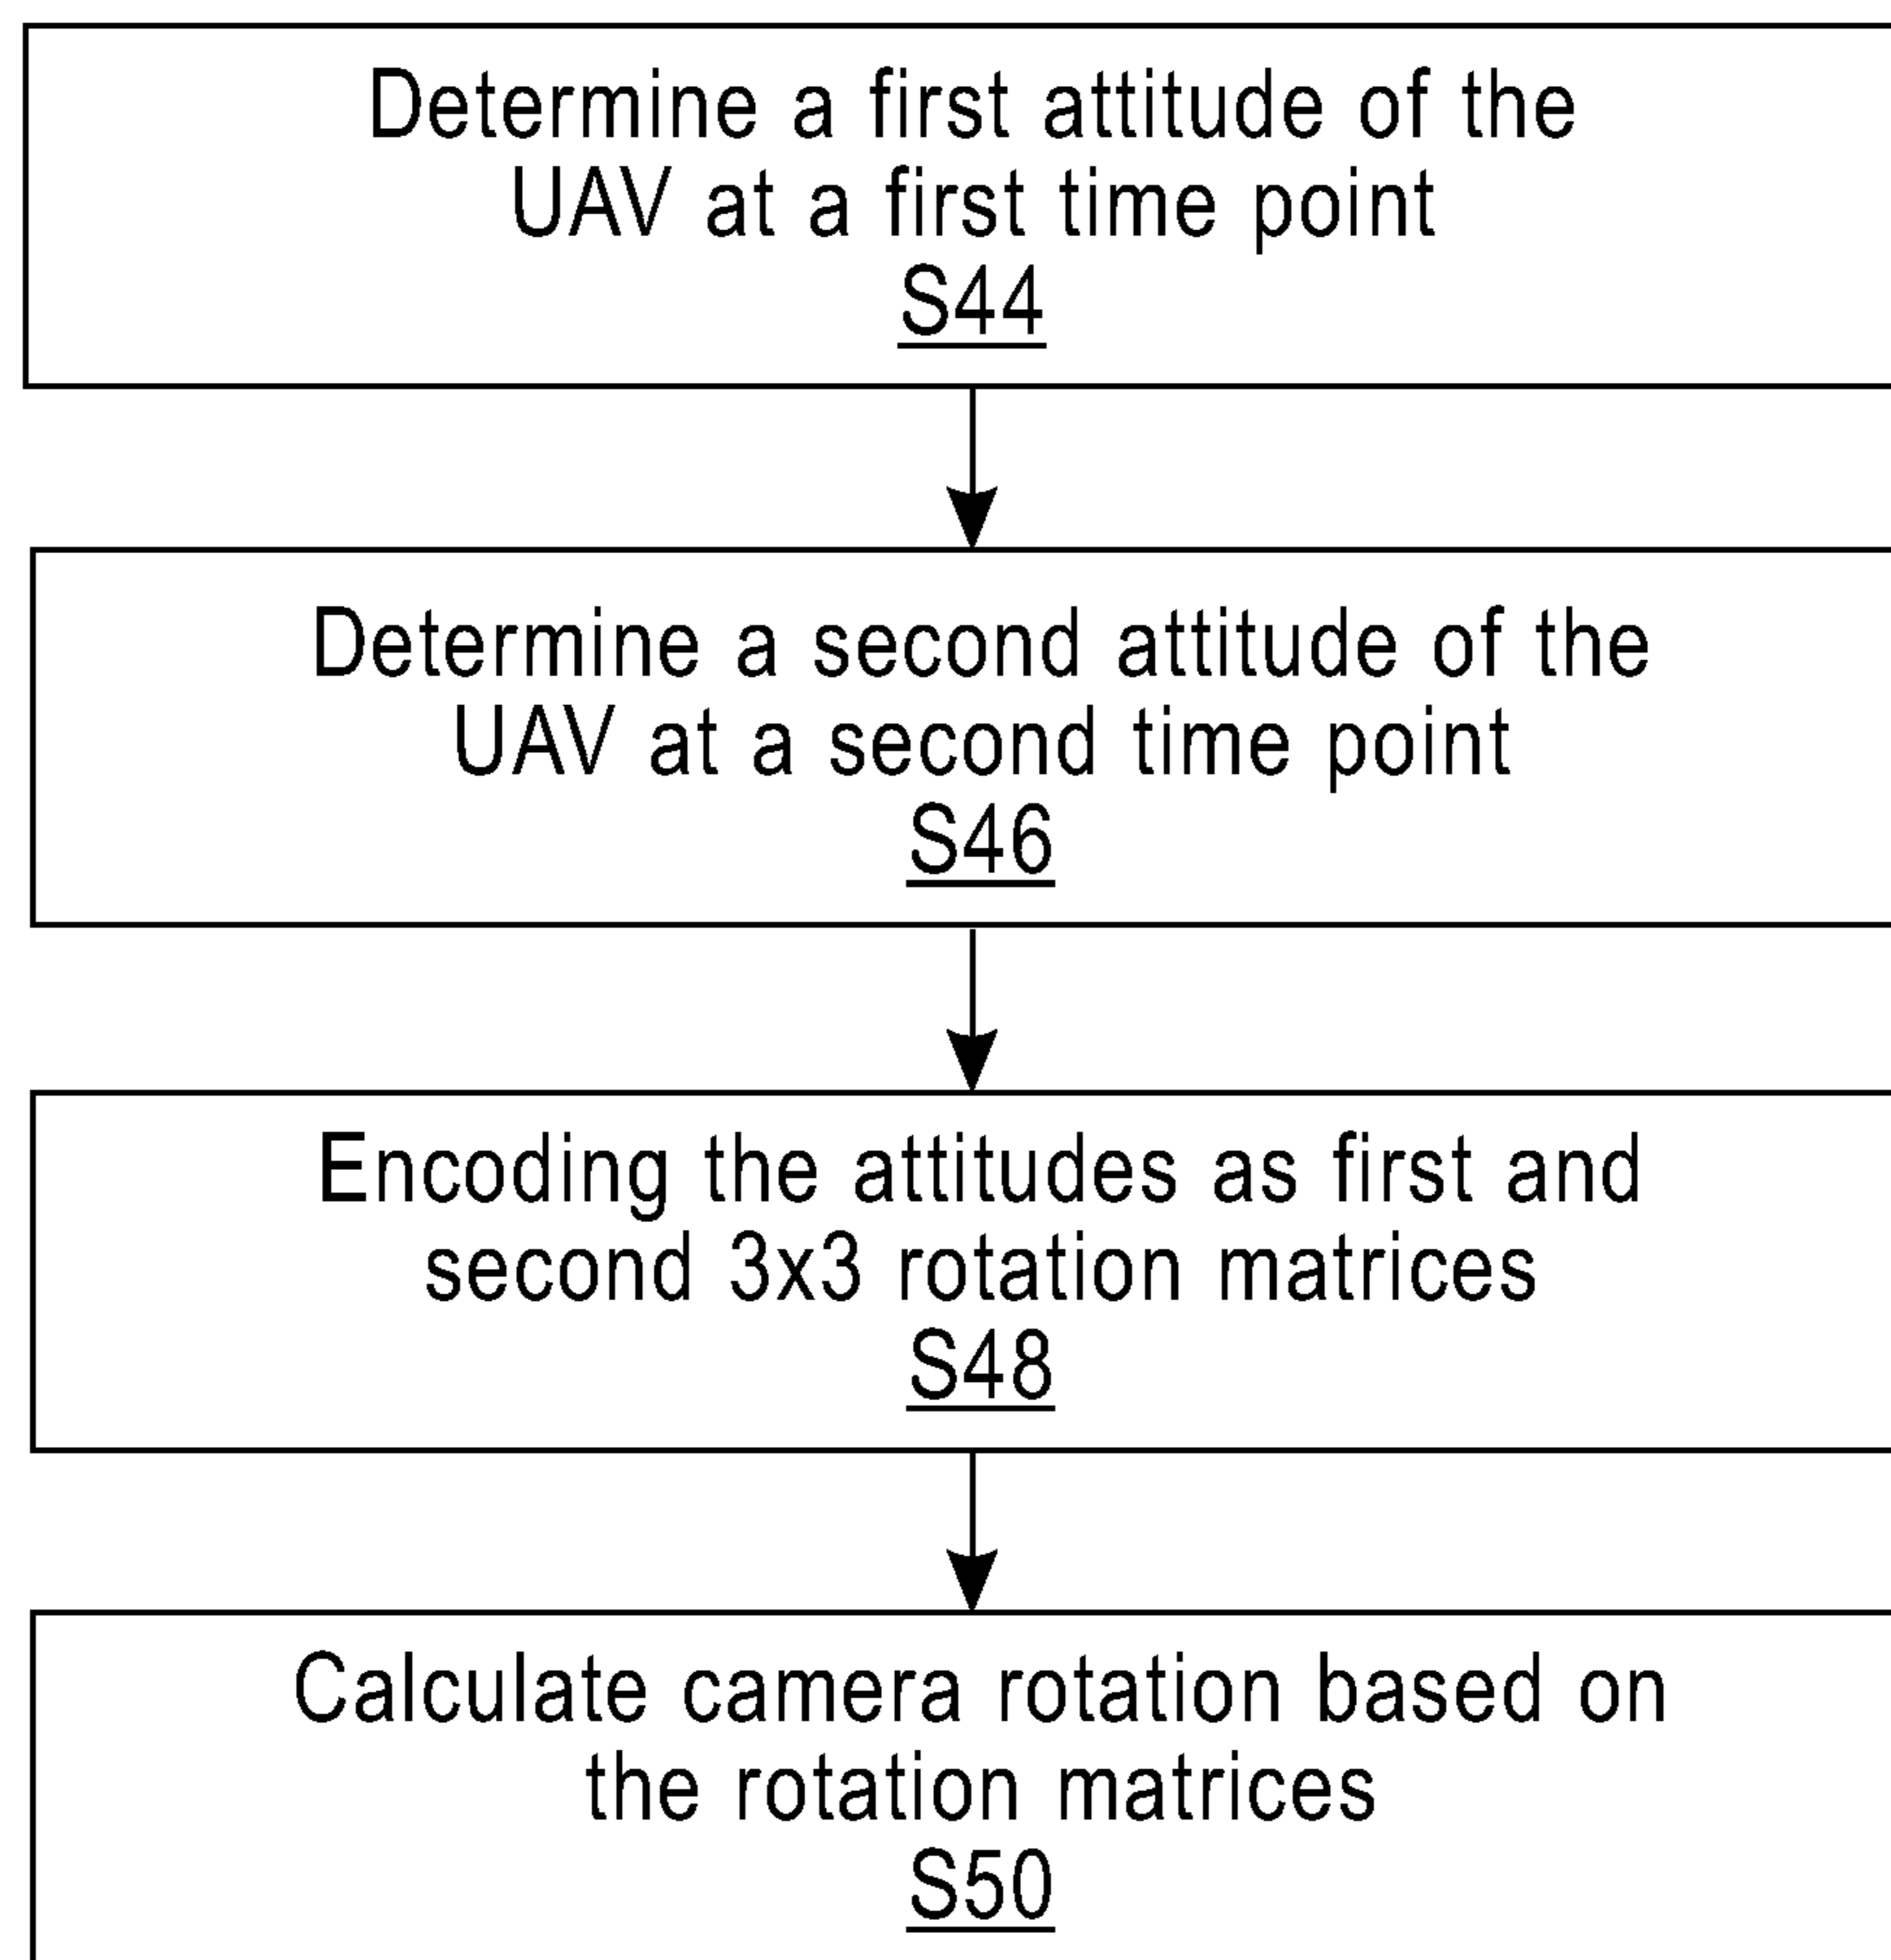 Determine a first attitude of the
UAV at a first time point
S44
Determine a second attitude of the
UAV at a second time point
S46
Encoding the attitudes as first and
second 3x3 rotation matrices
S48
Calculate camera rotation based on
the rotation matrices
S50